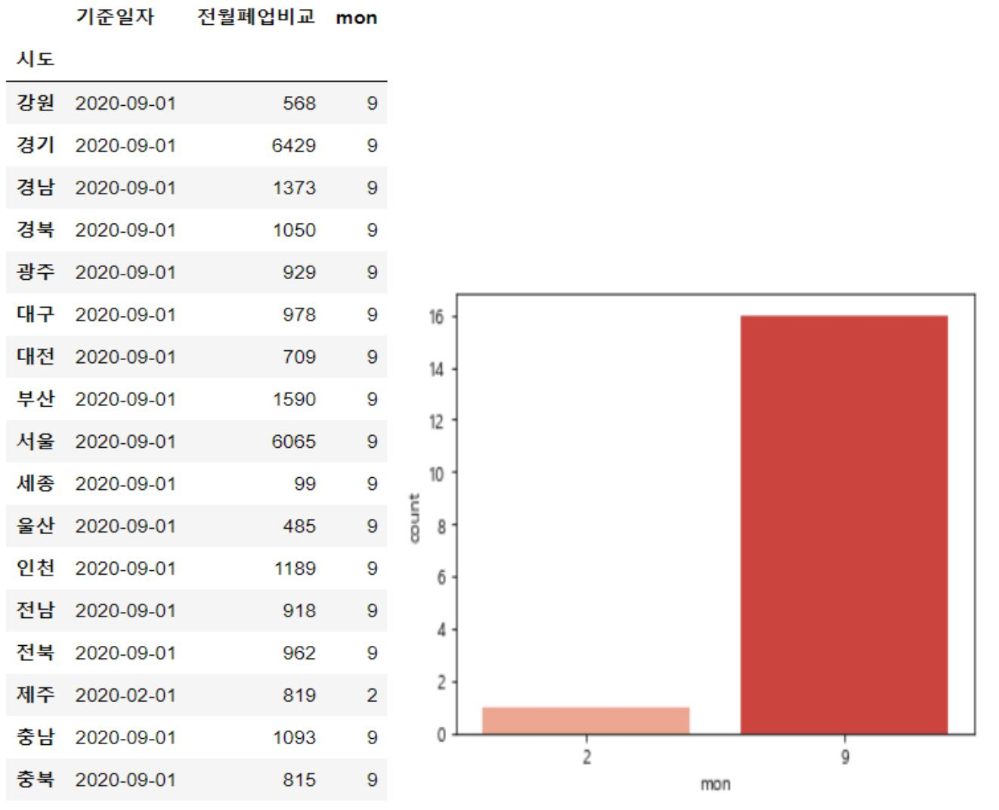 기준일자 전월폐업비교 mon
시도
강원 2020-09-01 568 9
경기 2020-09-01 6429 9
경남 2020-09-01 1373 9
경북 2020-09-01 1050 9
광주 2020-09-01 929 9
대구 2020-09-01 978 9
대전 2020-09-01 709 9
부산 2020-09-01 1590 9
서울 2020-09-01 6065 9
세종 2020-09-01 99 9
울산 2020-09-01 485 9
인천 2020-09-01 1189 9
전남 2020-09-01 918 9
전북 2020-09-01 962 9
제주 2020-02-01 819 2
충남 2020-09-01 1093 9
충북 2020-09-01 815 9
16
14
12
10
8
6
4
2
0
count
2 9
mon